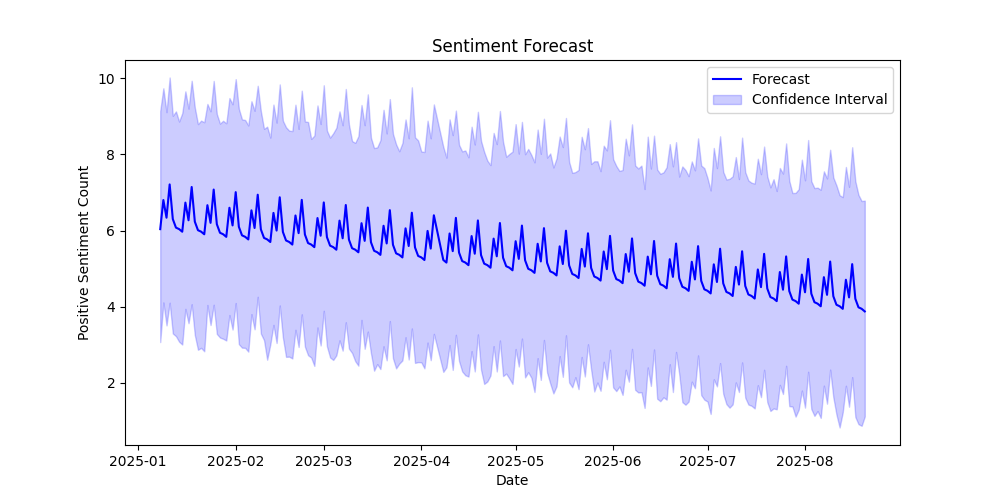 Sentiment Forecast
Forecast
Confidence Interval
Positive Sentiment Count
10
8
6
4
2
2025-01 2025-02 2025-03 2025-04 2025-05 2025-06 2025-07 2025-08
Date